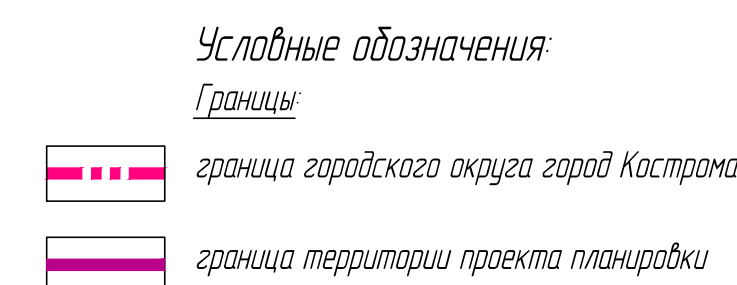 Условные обозначения:
Границы:
граница городского округа город Кострома
граница территории проекта планировки